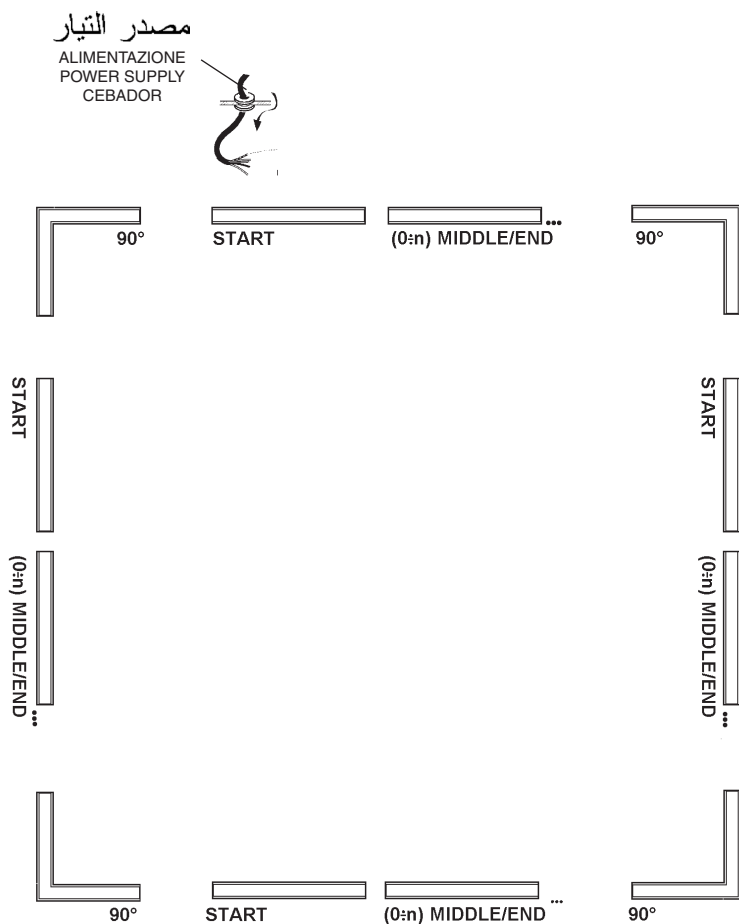 مصدر التيار
ALIMENTAZIONE
POWER SUPPLY
CEBADOR
90°
START
(0÷n) MIDDLE/END
...
90°
START
START
(0÷n) MIDDLE/END
...
(0÷n) MIDDLE/END
...
90°
START
(0÷n) MIDDLE/END
...
90°